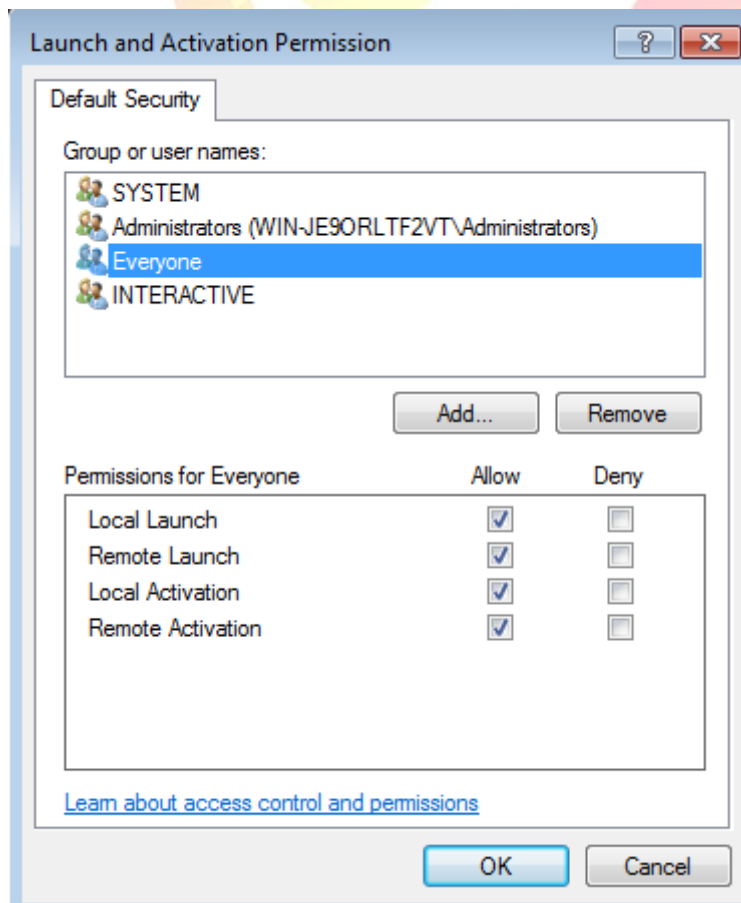 Launch and Activation Permission
Default Security
Group or user names:
SYSTEM
Administrators (WIN-JE9ORLTF2VT\Administrators)
Everyone
INTERACTIVE
Add... Remove
Permissions for Everyone Allow Deny
Local Launch
Remote Launch
Local Activation
Remote Activation
Learn about access control and permissions
OK Cancel